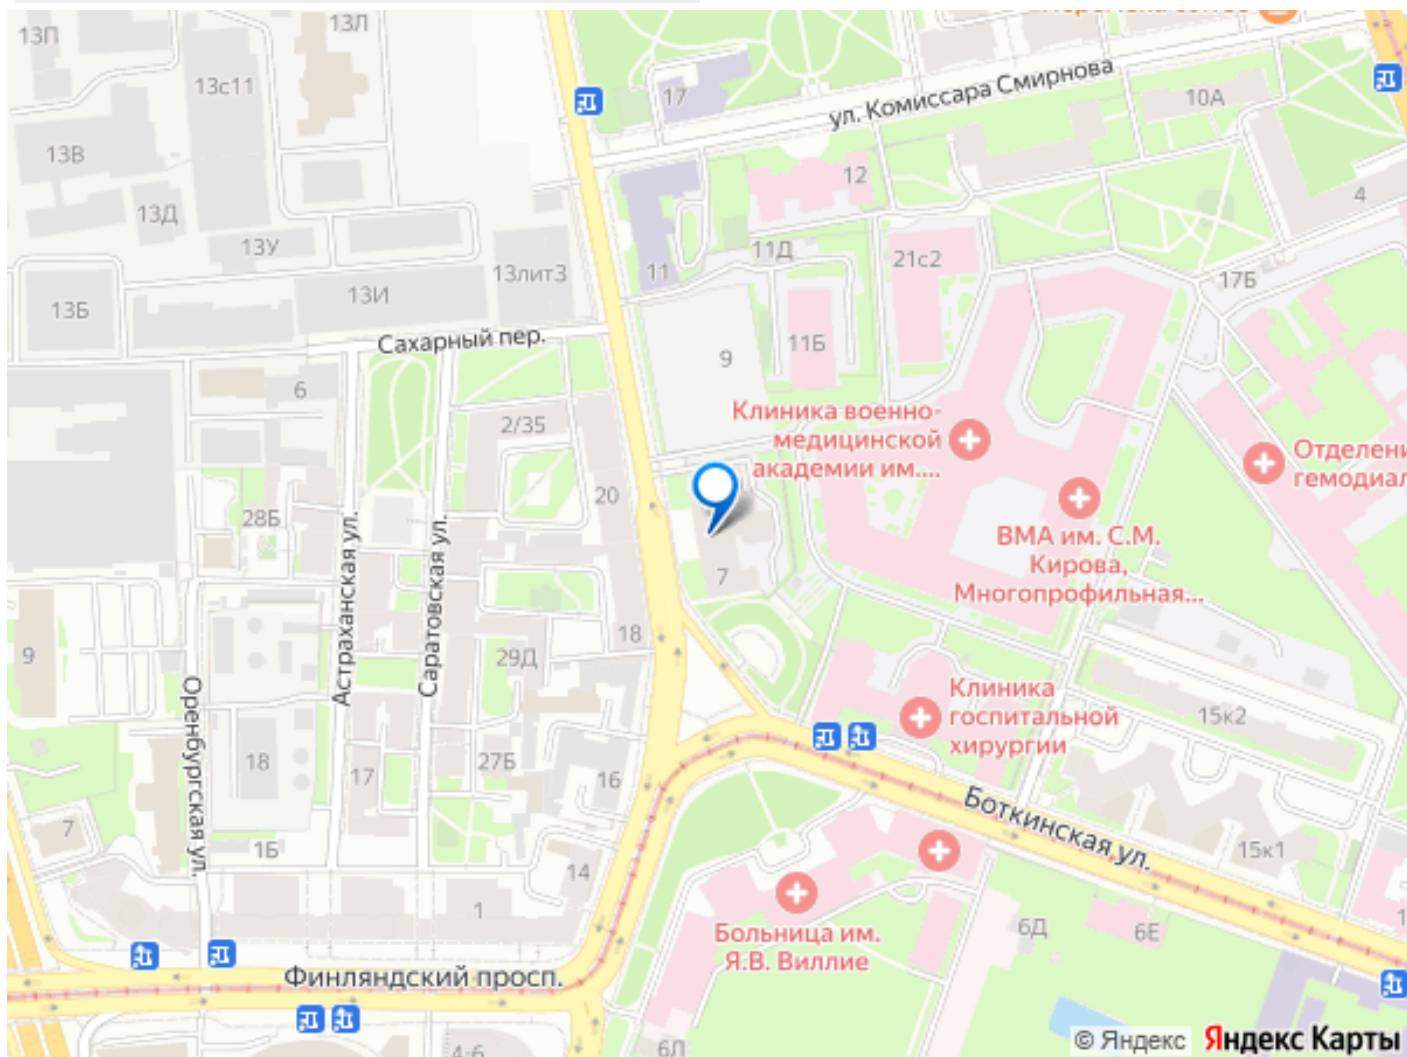 13П
13Л
13с11
17
ул. Комиссара Смирнова
10А
13В
12
4
13Д
13У
11Д
21с2
11
13лит3
17Б
13И
13Б
Сахарный пер.
9
11Б
6
Клиника военно-
медицинской
академии им....
2/35
Отделени
гемодиал
20
28Б
ВМА им. С.М.
Кирова,
Многопрофильная...
Астраханская ул.
Саратовская ул.
7
18
29Д
9
Оренбургская ул.
Клиника
госпитальной
хирургии
15к2
18
17
27Б
16
Боткинская ул.
7
1Б
15к1
14
1
Больница им.
Я.В. Виллие
6Д
6Е
1
Финляндский просп.
4-6
6Л
© Яндекс Яндекс Карты